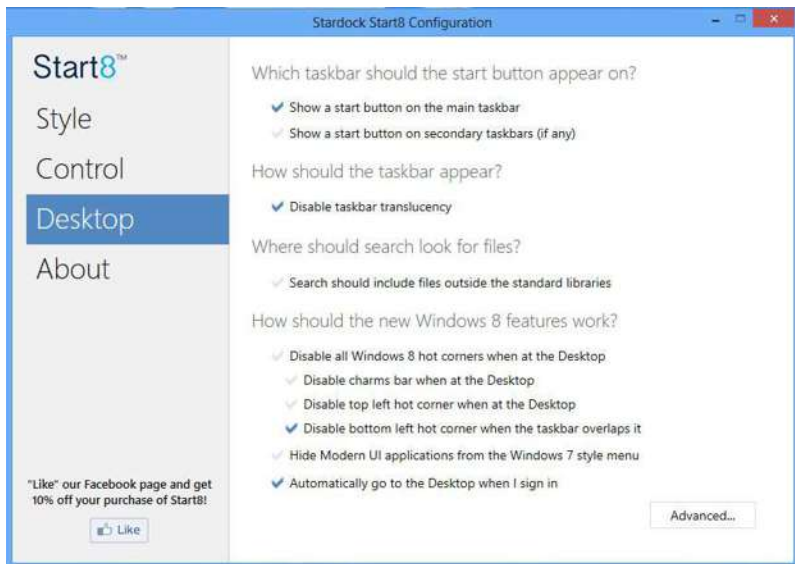 Stardock Start8 Configuration
Start8™
Style
Control
Desktop
About
"Like" our Facebook page and get
10% off your purchase of Start8!
Like
Which taskbar should the start button appear on?
Show a start button on the main taskbar
Show a start button on secondary taskbars (if any)
How should the taskbar appear?
Disable taskbar translucency
Where should search look for files?
Search should include files outside the standard libraries
How should the new Windows 8 features work?
Disable all Windows 8 hot corners when at the Desktop
Disable charms bar when at the Desktop
Disable top left hot corner when at the Desktop
Disable bottom left hot corner when the taskbar overlaps it
Hide Modern UI applications from the Windows 7 style menu
Automatically go to the Desktop when I sign in
Advanced...